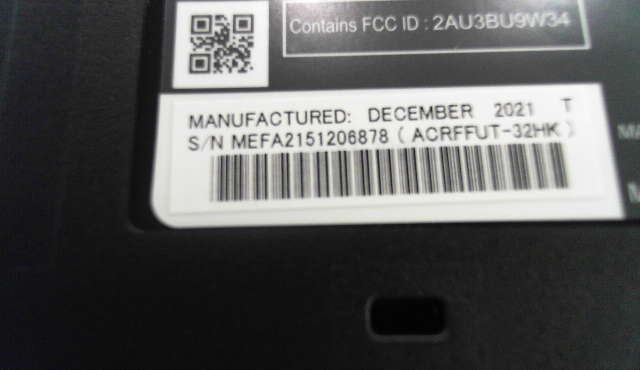 Contains FCC ID : 2AU3BU9W34
MANUFACTURED: DECEMBER 2021 T
S/N MEFA2151206878 ( ACRFFUT-32HK )